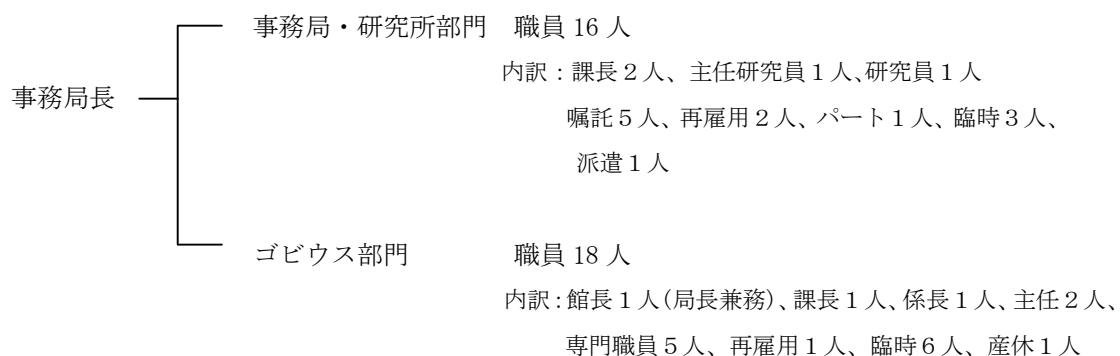 事務局・研究所部門 職員 16 人
内訳：課長２人、主任研究員１人、研究員１人
事務局長
嘱託５人、再雇用２人、パート１人、臨時３人、
派遣１人
ゴビウス部門 職員 18 人
内訳：館長１人(局長兼務)、課長１人、係長１人、主任２人、
専門職員５人、再雇用１人、臨時６人、産休１人